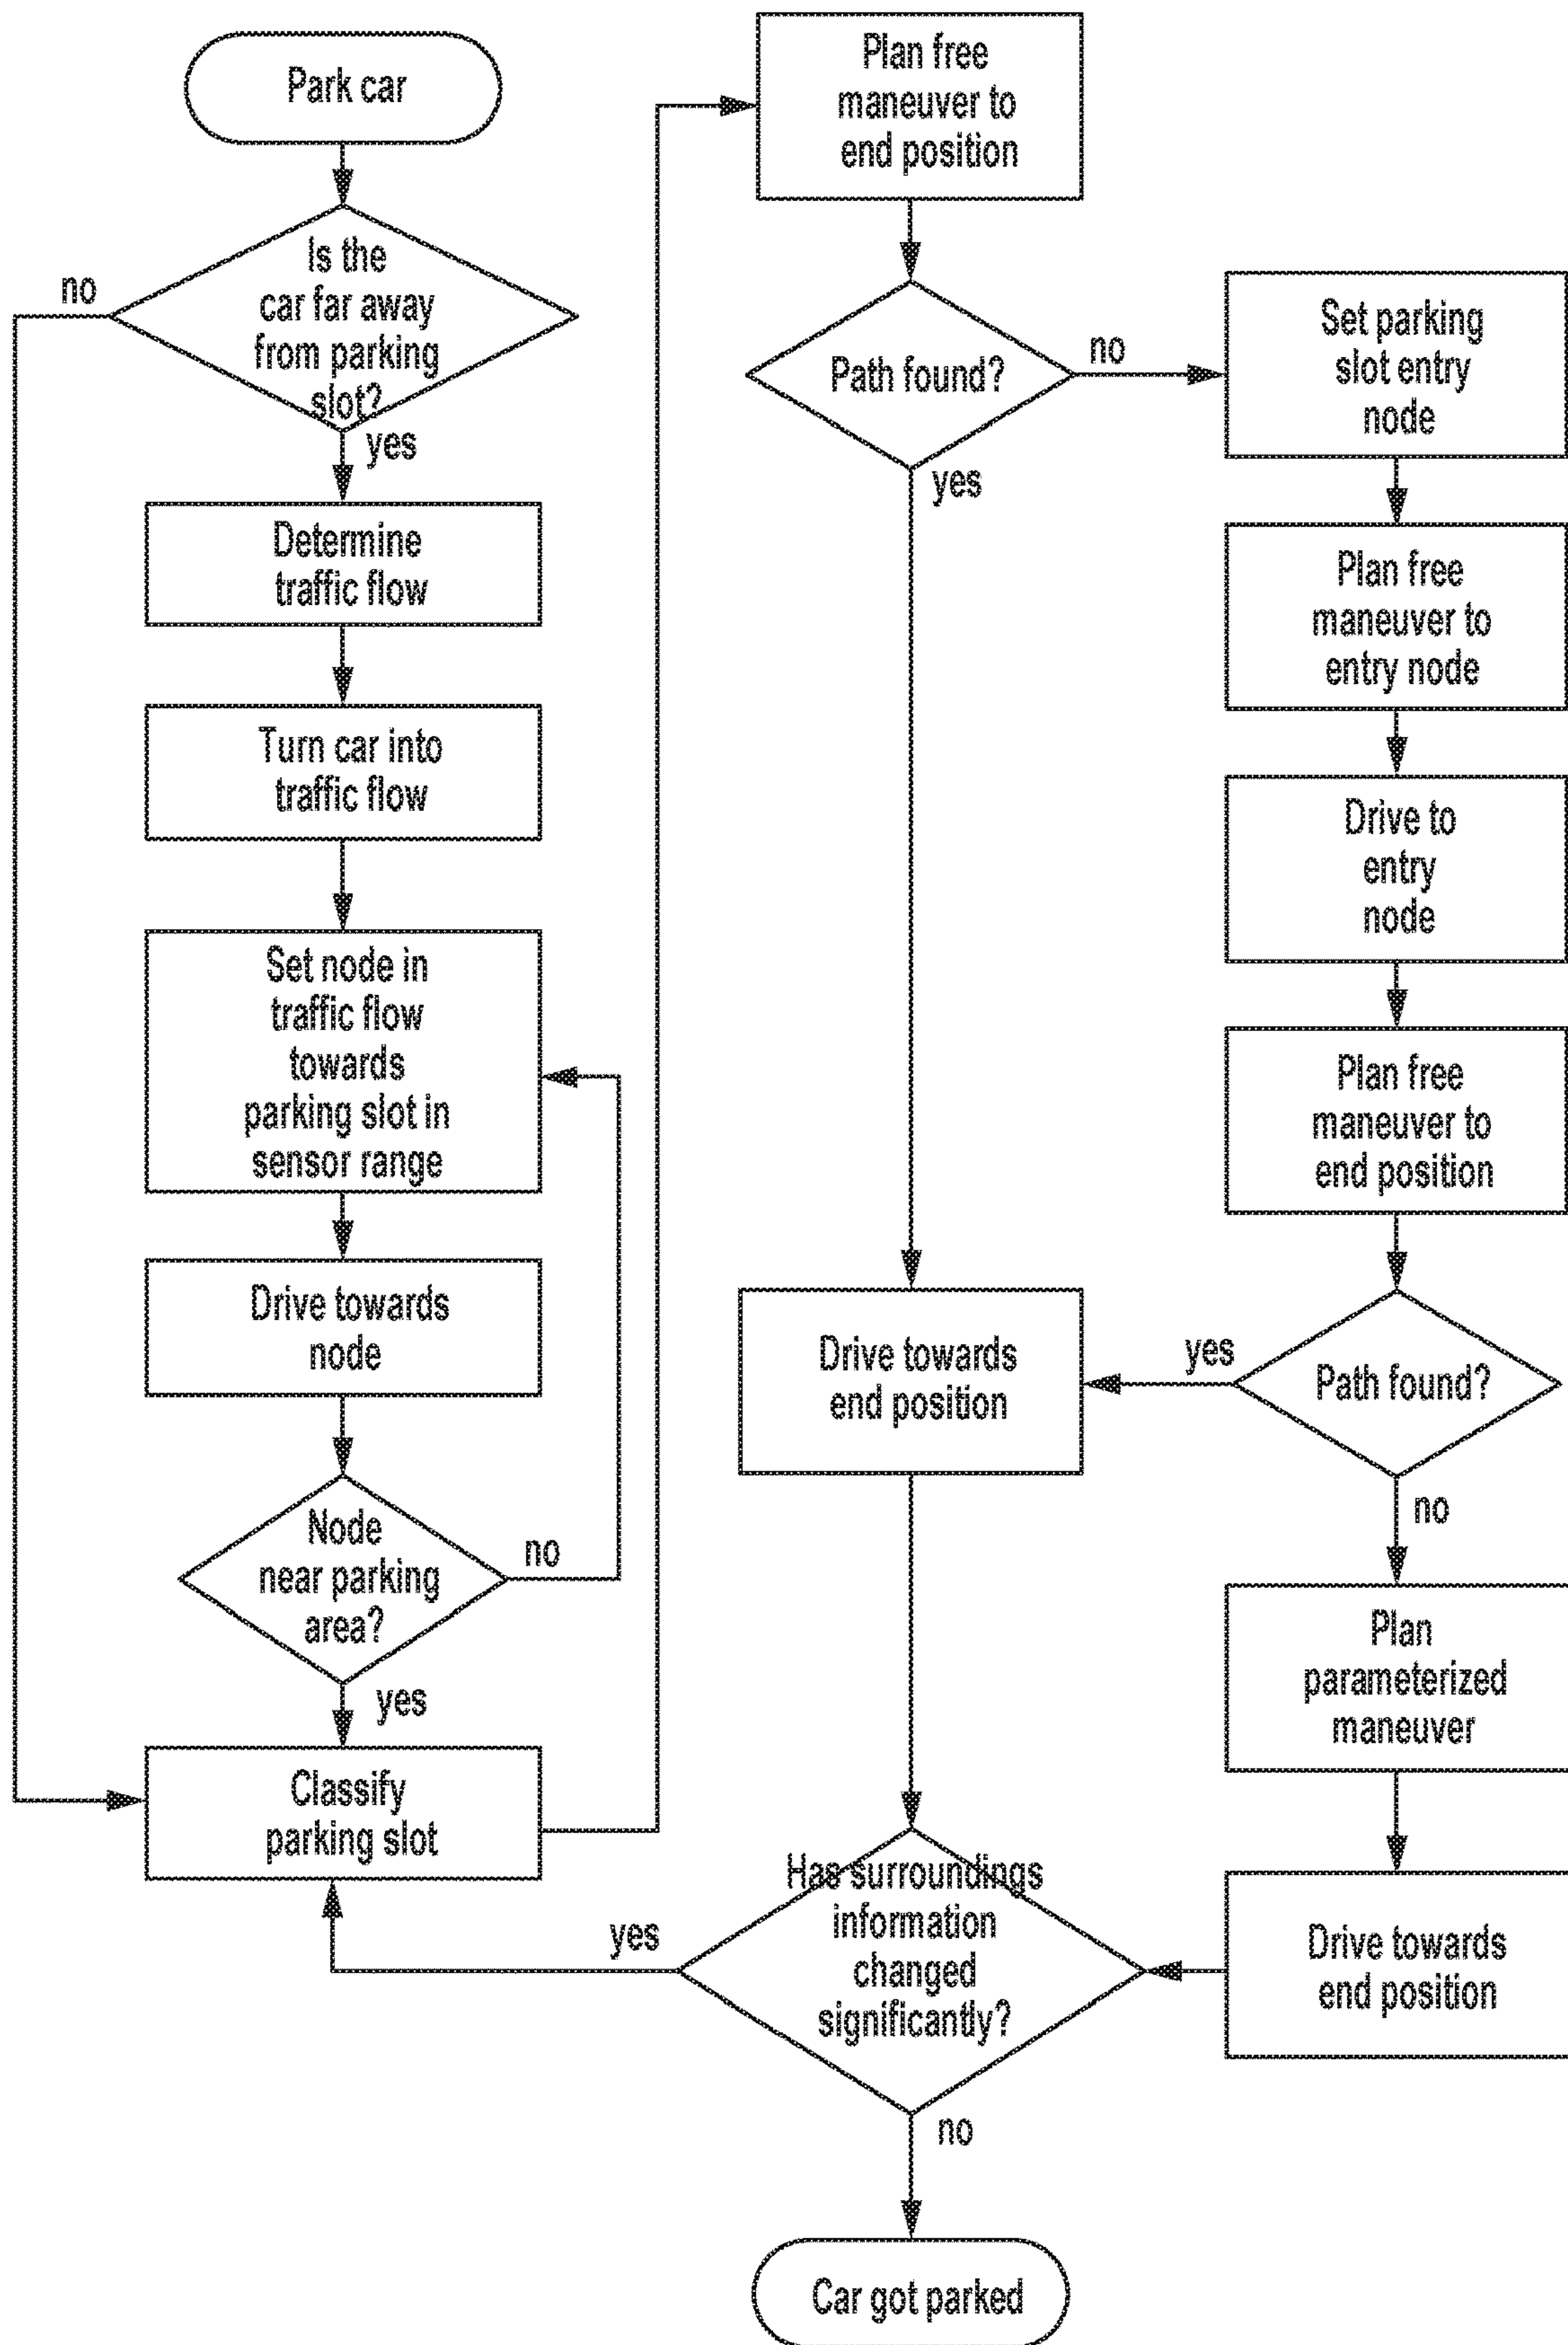 Park car
Is the
car far away
from parking
slot?
no
yes
Determine
traffic flow
Turn car into
traffic flow
Set node in
traffic flow
towards
parking slot in
sensor range
Drive towards
node
Node
near parking
area?
no
yes
Classify
parking slot
Plan free
maneuver to
end position
Path found?
no
yes
Set parking
slot entry
node
Plan free
maneuver to
entry node
Drive to
entry
node
Plan free
maneuver to
end position
Path found?
yes
no
Drive towards
end position
Plan
parameterized
maneuver
Drive towards
end position
Has surroundings
information
changed
significantly?
yes
no
Car got parked